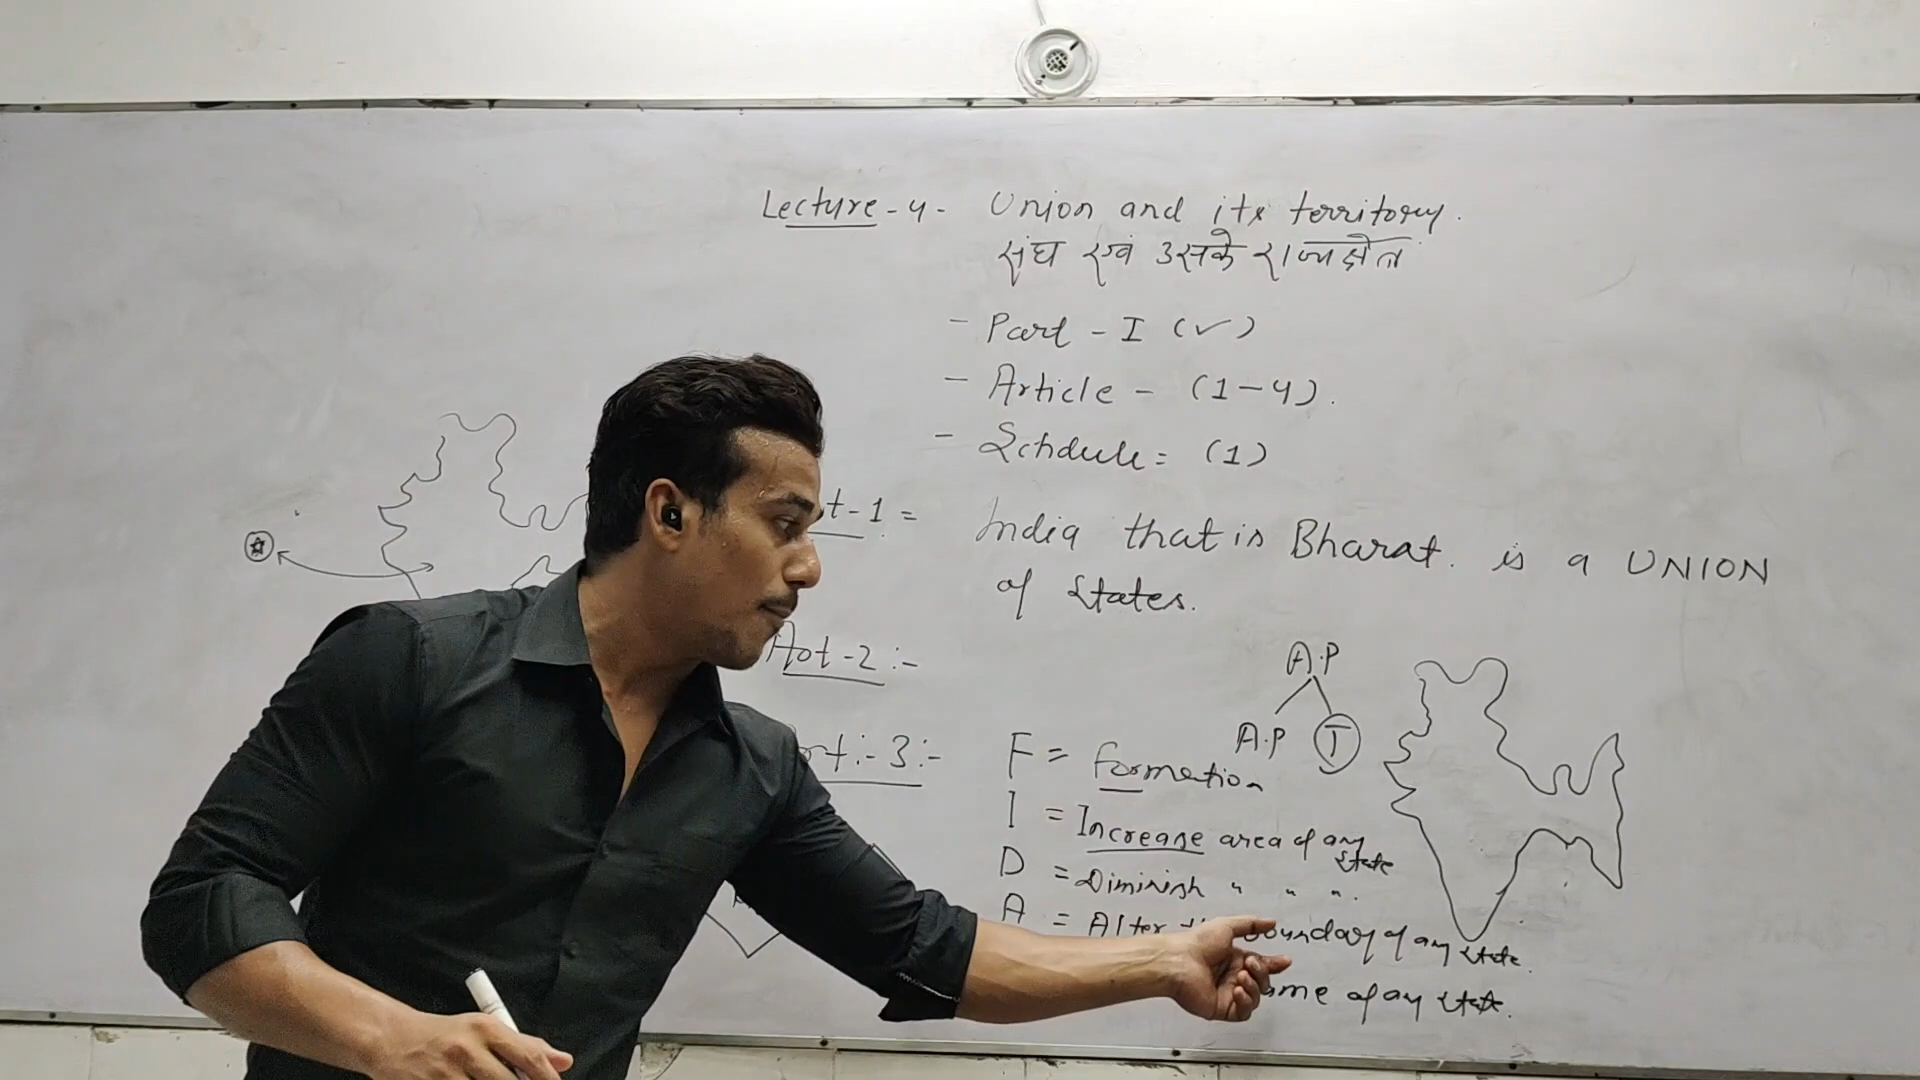 Lecture-4- Union and its territory.
संघ एवं उसके राज्यक्षेत्र
- Part - I (✓)
- Article - (1-4).
- Schdule = (1)
t-1 = India that is Bharat. is a UNION
of States.
Art-2:-
A.P
A.P T
rt:-3:- F = formation
I = Increase area of any
State
D = Diminish " " "
A = Alter boundary of any State.
ame of any State.